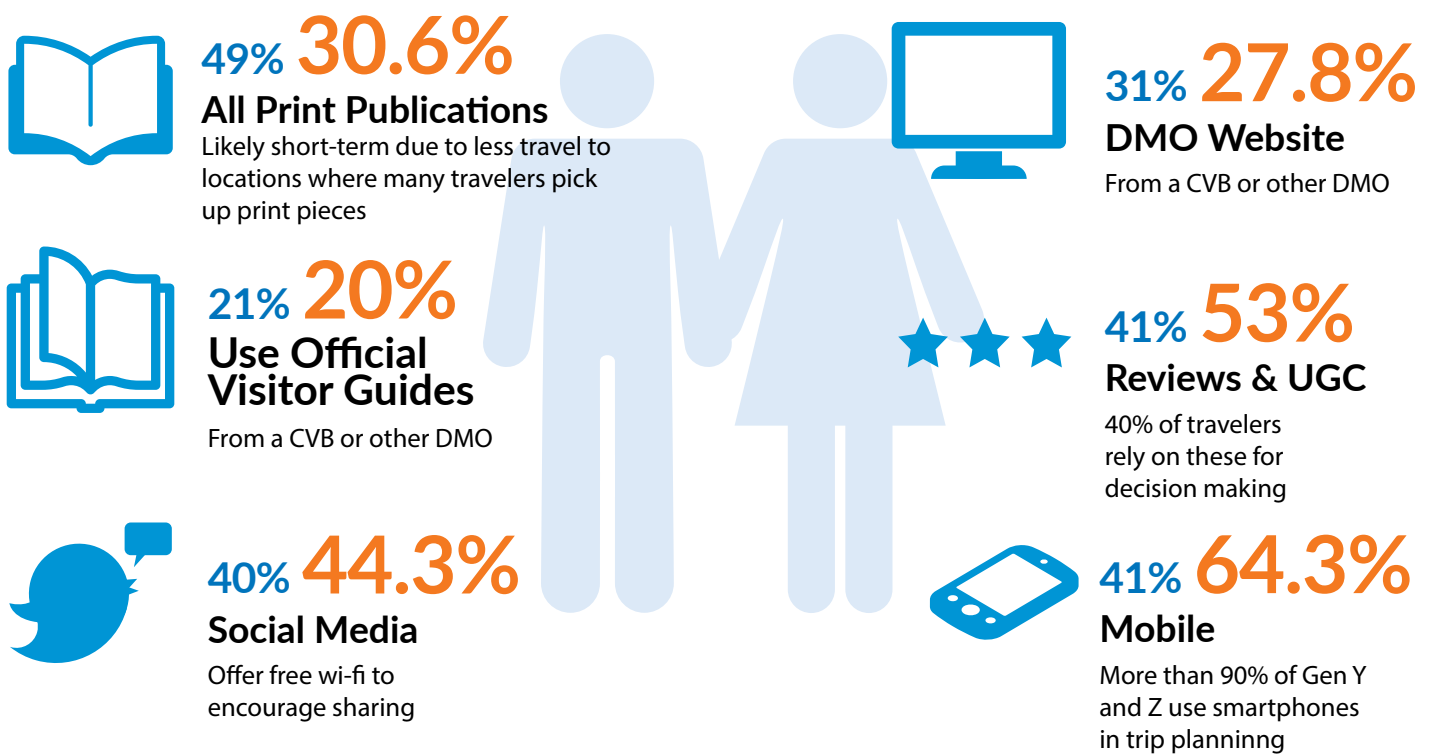 49% 30.6%
All Print Publications
Likely short-term due to less travel to
locations where many travelers pick
up print pieces
21% 20%
Use Official
Visitor Guides
From a CVB or other DMO
40% 44.3%
Social Media
Offer free wi-fi to
encourage sharing
31% 27.8%
DMO Website
From a CVB or other DMO
41% 53%
Reviews & UGC
40% of travelers
rely on these for
decision making
41% 64.3%
Mobile
More than 90% of Gen Y
and Z use smartphones
in trip planninng